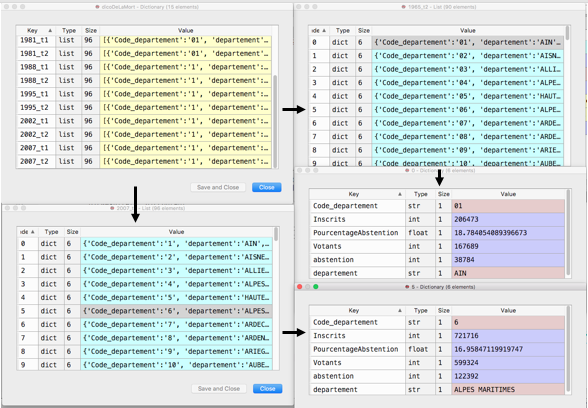 dicoDeLaMort - Dictionary (15 elements)
Key Type Size Value
1981_t1 list 96 [{'Code_departement':'01', 'departement':...
1981_t2 list 96 [{'Code_departement':'01', 'departement':...
1988_t1 list 96 [{'Code_departement':'1', 'departement':...
1988_t2 list 96 [{'Code_departement':'1', 'departement':...
1995_t1 list 96 [{'Code_departement':'1', 'departement':...
1995_t2 list 96 [{'Code_departement':'1', 'departement':...
2002_t1 list 96 [{'Code_departement':'1', 'departement':...
2002_t2 list 96 [{'Code_departement':'1', 'departement':...
2007_t1 list 96 [{'Code_departement':'1', 'departement':...
2007_t2 list 96 [{'Code_departement':'1', 'departement':...
Save and Close Close
List (90 elements)
Type Size Value
0 dict 6 {'Code_departement':'01', 'departement':'AIN'...
1 dict 6 {'Code_departement':'02', 'departement':'AISN...
2 dict 6 {'Code_departement':'03', 'departement':'ALLI...
3 dict 6 {'Code_departement':'04', 'departement':'ALPE...
4 dict 6 {'Code_departement':'05', 'departement':'HAUT...
5 dict 6 {'Code_departement':'06', 'departement':'ALPE...
6 dict 6 {'Code_departement':'07', 'departement':'ARDE...
7 dict 6 {'Code_departement':'08', 'departement':'ARDE...
8 dict 6 {'Code_departement':'09', 'departement':'ARIE...
9 dict 6 {'Code_departement':'10', 'departement':'AUBE...
List (96 elements)
Type Size Value
0 dict 6 {'Code_departement':'1', 'departement':'AIN',...
1 dict 6 {'Code_departement':'2', 'departement':'AISNE...
2 dict 6 {'Code_departement':'3', 'departement':'ALLIE...
3 dict 6 {'Code_departement':'4', 'departement':'ALPES...
4 dict 6 {'Code_departement':'5', 'departement':'HAUTE...
5 dict 6 {'Code_departement':'6', 'departement':'ALPES...
6 dict 6 {'Code_departement':'7', 'departement':'ARDEC...
7 dict 6 {'Code_departement':'8', 'departement':'ARDEN...
8 dict 6 {'Code_departement':'9', 'departement':'ARIEG...
9 dict 6 {'Code_departement':'10', 'departement':'AUBE...
Save and Close Close
0 - Dictionary (6 elements)
Key Type Size Value
Code_departement str 1 01
Inscrits int 1 206473
PourcentageAbstention float 1 18.784054089396673
Votants int 1 167689
abstention int 1 38784
departement str 1 AIN
5 - Dictionary (6 elements)
Key Type Size Value
Code_departement str 1 6
Inscrits int 1 721716
PourcentageAbstention float 1 16.95847119919747
Votants int 1 599324
abstention int 1 122392
departement str 1 ALPES MARITIMES